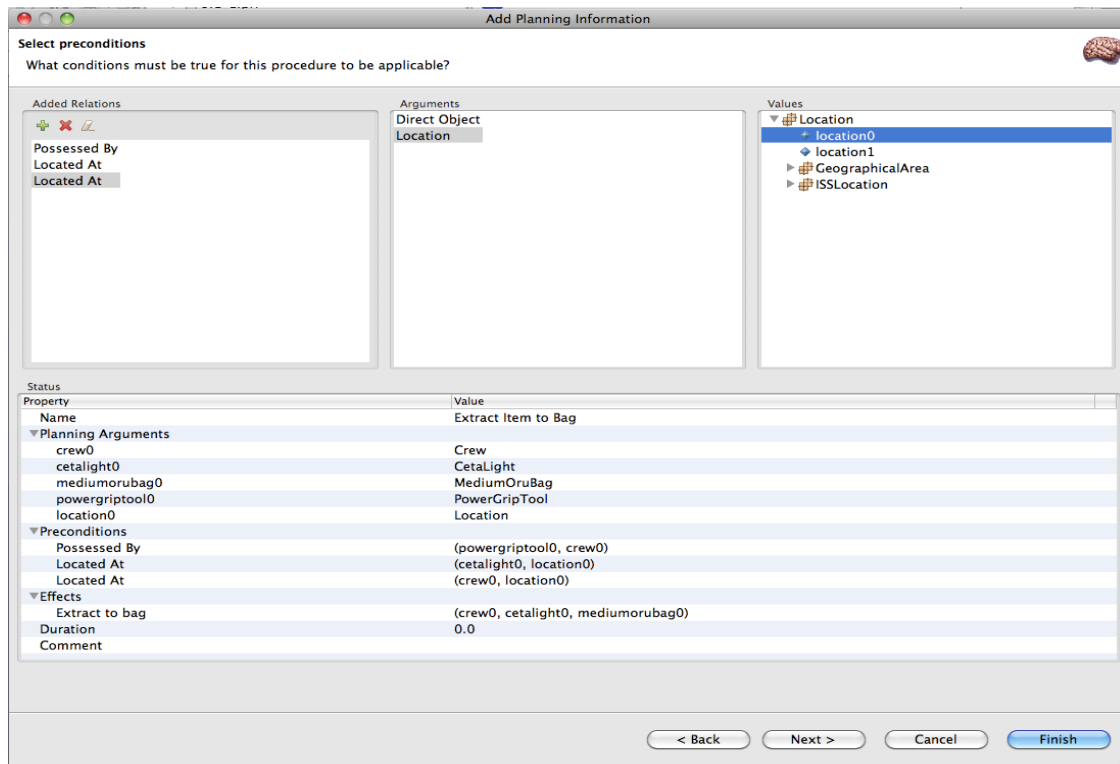 Add Planning Information
Select preconditions
What conditions must be true for this procedure to be applicable?
Added Relations
Possessed By
Located At
Located At
Arguments
Direct Object
Location
Values
Location
location0
location1
GeographicalArea
ISSLocation
Status
Property Value
Name Extract Item to Bag
Planning Arguments
crew0 Crew
cetalight0 CetaLight
mediumorubag0 MediumOruBag
powergriptool0 PowerGripTool
location0 Location
Preconditions
Possessed By (powergriptool0, crew0)
Located At (cetalight0, location0)
Located At (crew0, location0)
Effects
Extract to bag (crew0, cetalight0, mediumorubag0)
Duration 0.0
Comment
< Back Next > Cancel Finish